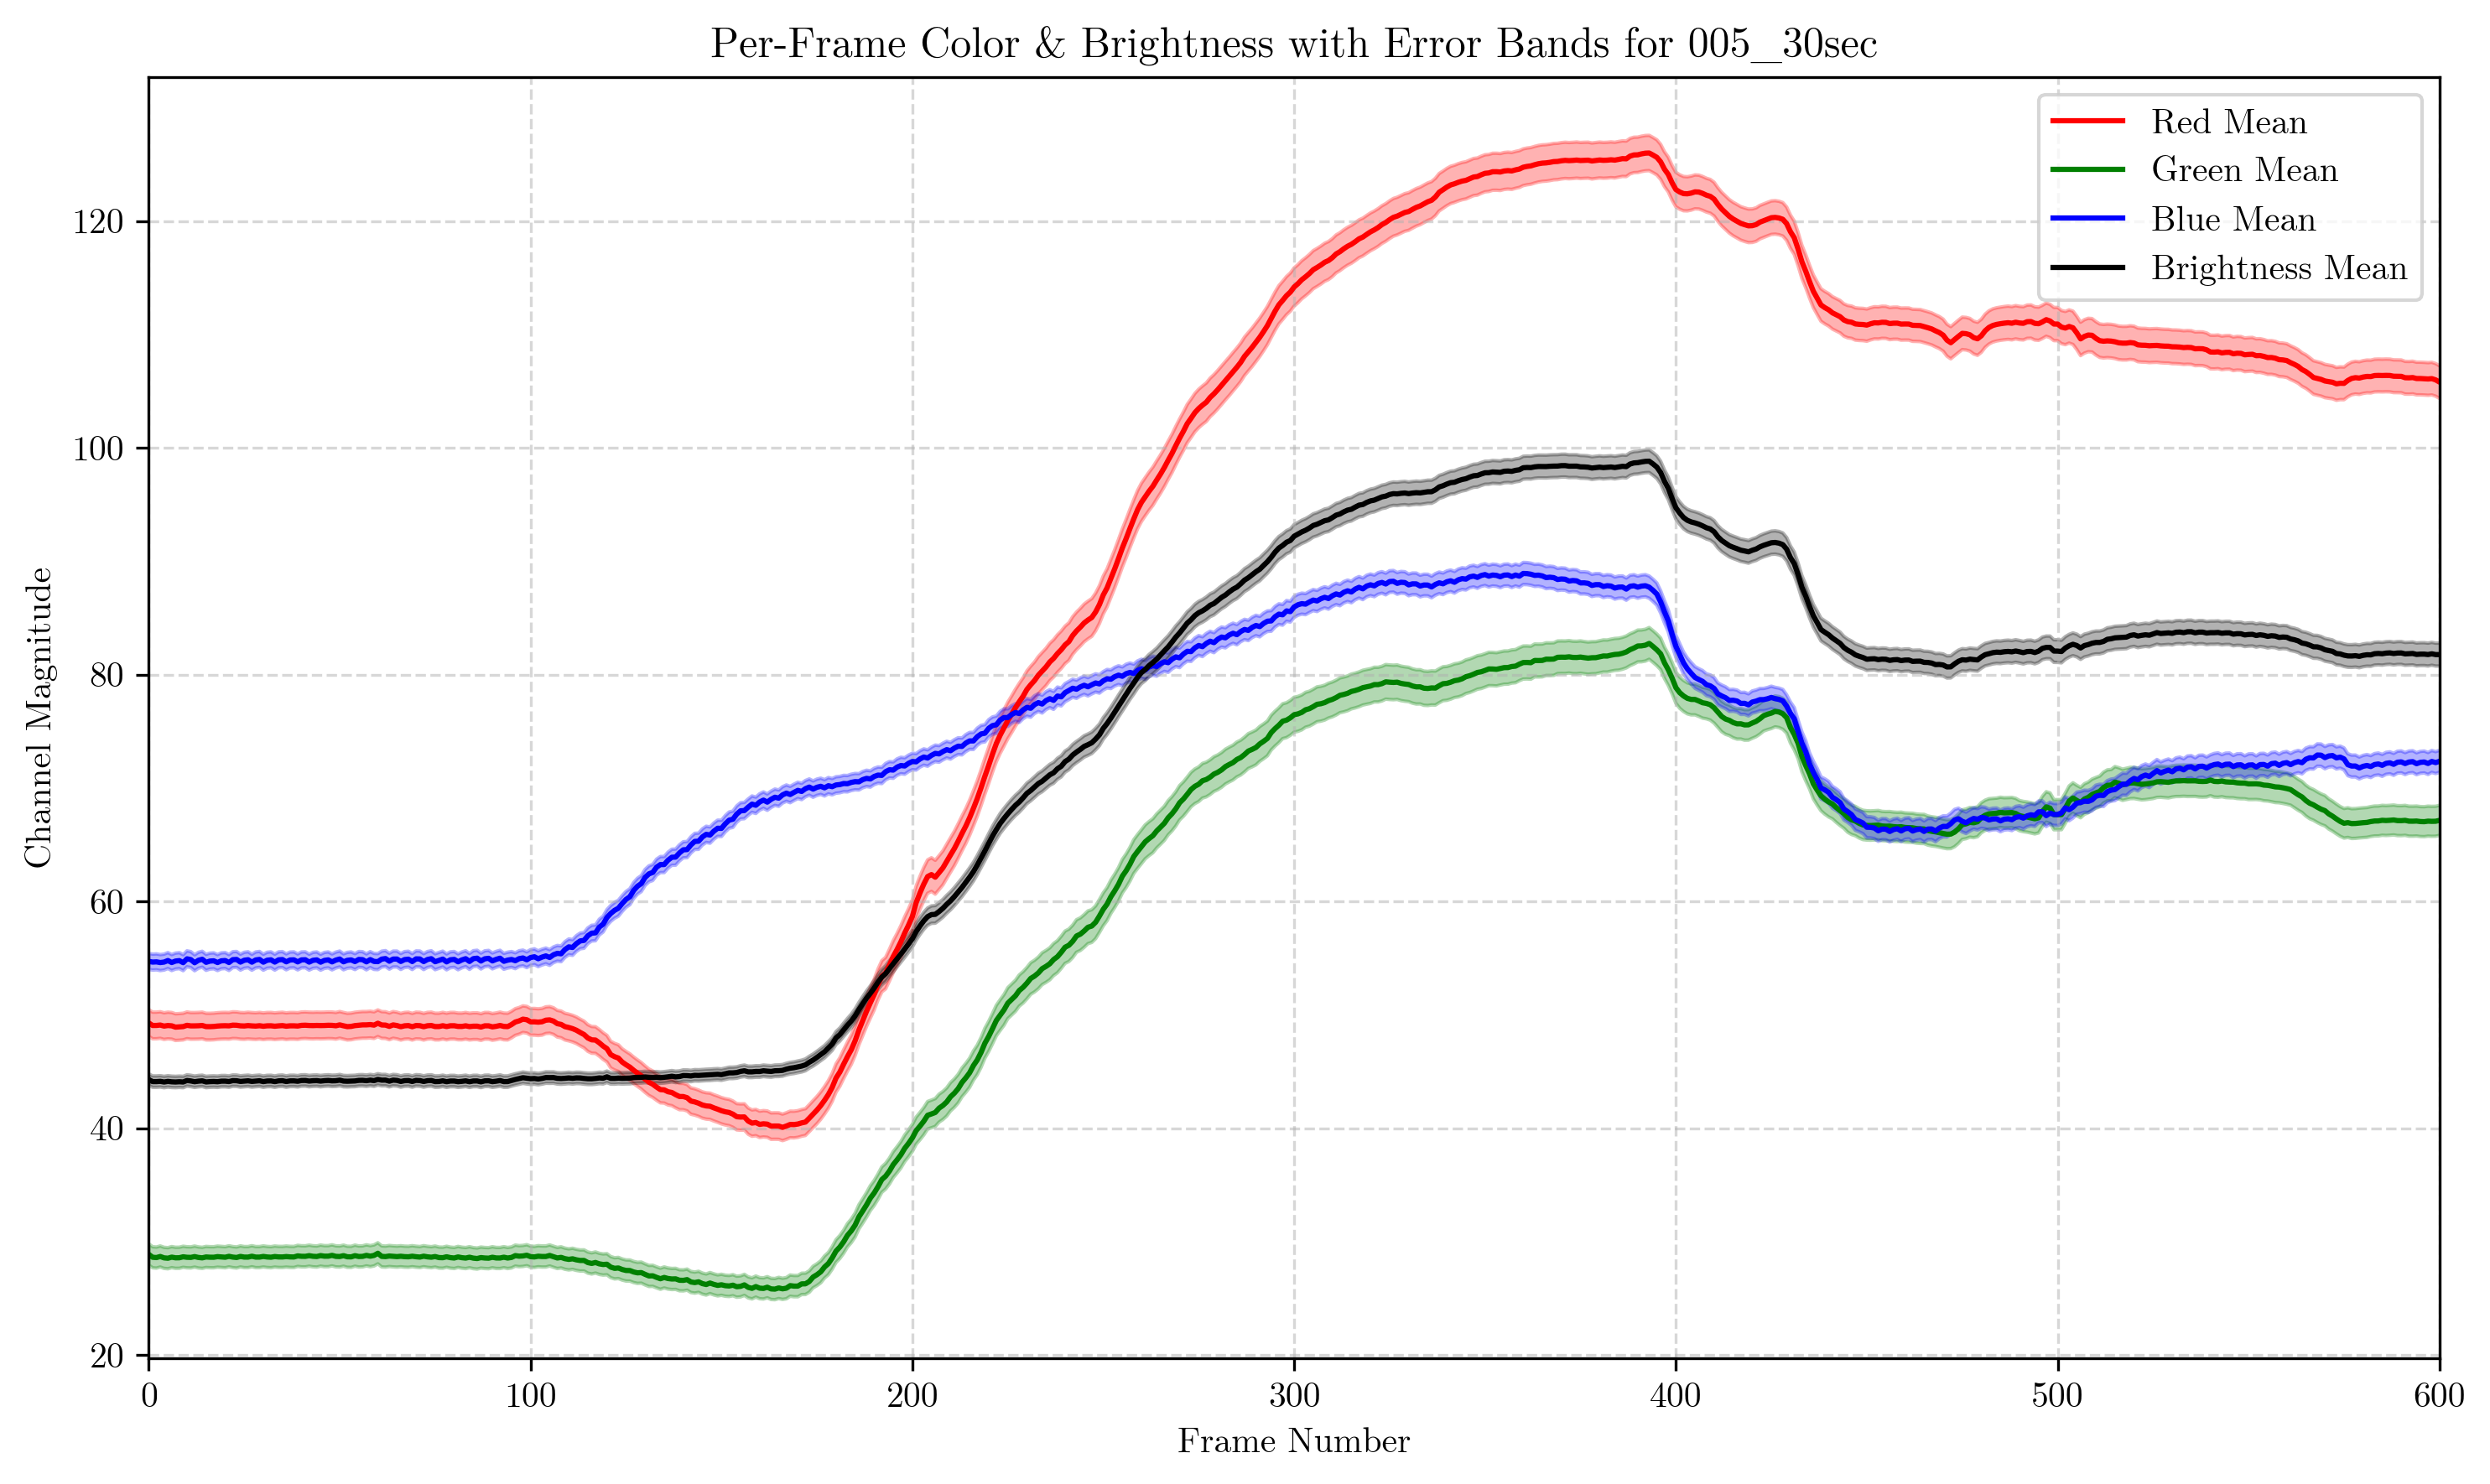 Per-Frame Color & Brightness with Error Bands for 005_30sec
Red Mean
Green Mean
Blue Mean
Brightness Mean
Channel Magnitude
120
100
80
60
40
20
0 100 200 300 400 500 600
Frame Number